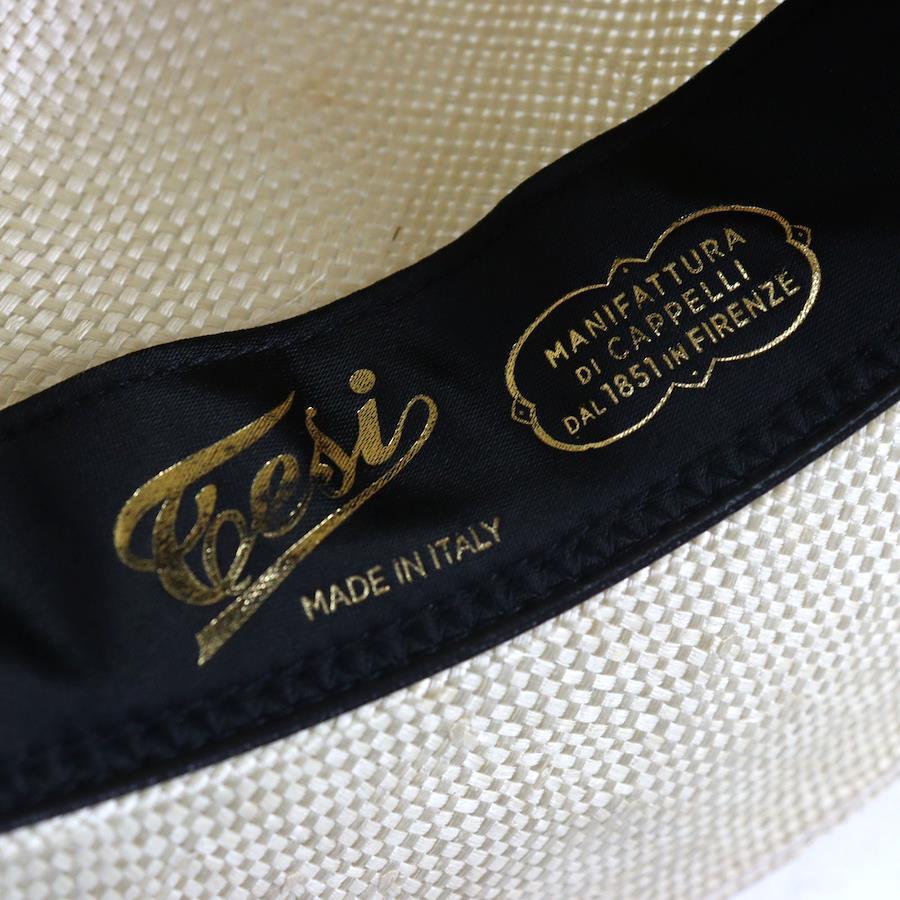 Tesi
MADE IN ITALY
MANIFATTURA
DI CAPPELLI
DAL 1851 IN FIRENZE